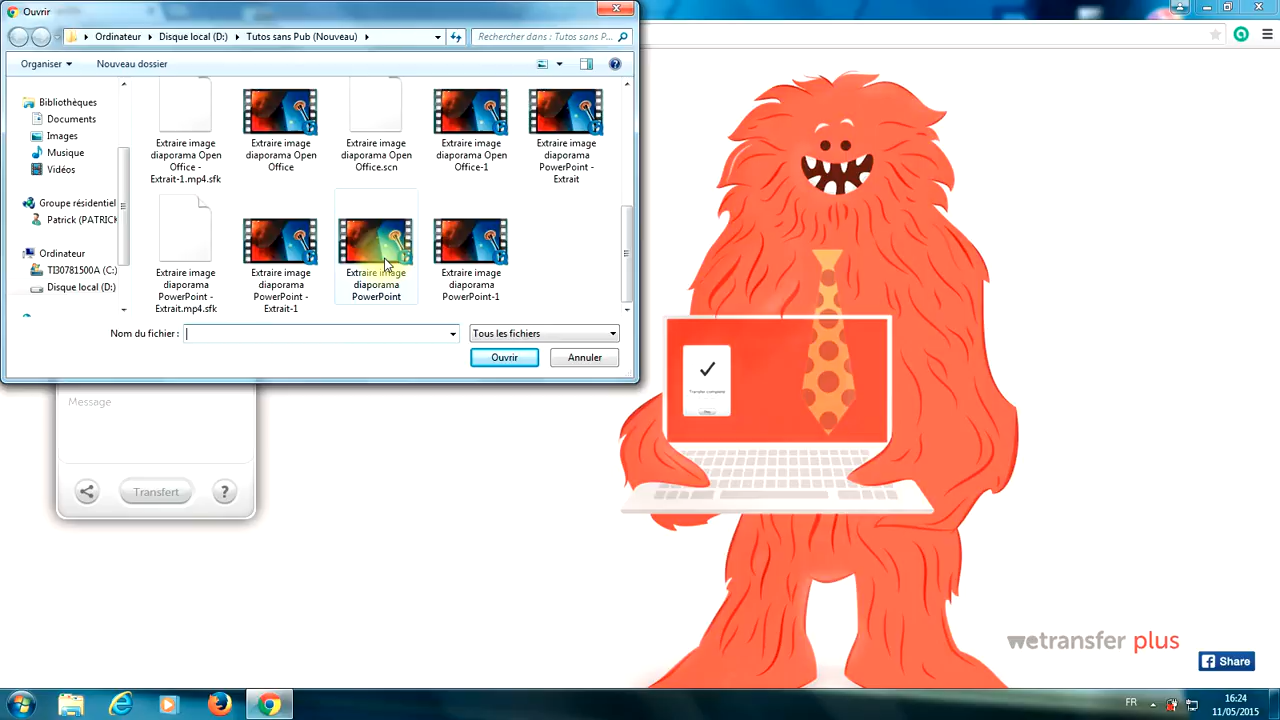 Ouvrir
Ordinateur
Disque local (D:)
Tutos sans Pub (Nouveau)
Rechercher dans : Tutos sans P...
Organiser
Nouveau dossier
Bibliothèques
Documents
Images
Musique
Vidéos
Groupe résidentiel
Patrick (PATRICK
Ordinateur
TI30781500A (C:)
Disque local (D:)
Extraire image
diaporama Open
Office -
Extrait-1.mp4.sfk
Extraire image
diaporama Open
Office
Extraire image
diaporama Open
Office.scn
Extraire image
diaporama Open
Office-1
Extraire image
diaporama
PowerPoint -
Extrait
Extraire image
diaporama
PowerPoint -
Extrait.mp4.sfk
Extraire image
diaporama
PowerPoint -
Extrait-1
Extraire image
diaporama
PowerPoint
Extraire image
diaporama
PowerPoint-1
Nom du fichier :
Tous les fichiers
Ouvrir
Annuler
Message
Transfert
?
Transfer complete
wetransfer plus
Share
FR
16:24
11/05/2015